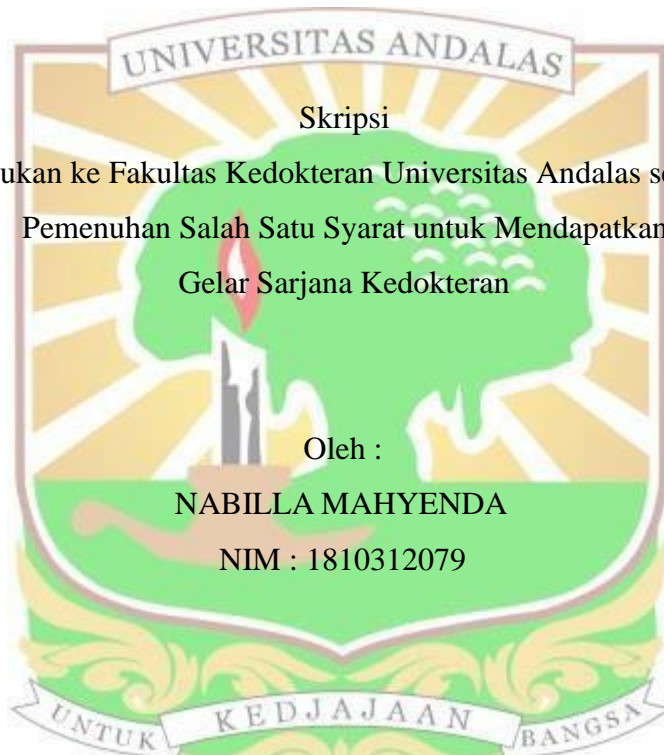 UNIVERSITAS ANDALAS
Skripsi
ukan ke Fakultas Kedokteran Universitas Andalas se
Pemenuhan Salah Satu Syarat untuk Mendapatkan
Gelar Sarjana Kedokteran
Oleh :
NABILLA MAHYENDA
NIM : 1810312079
UNTUK KEDJAJAAN BANGSA